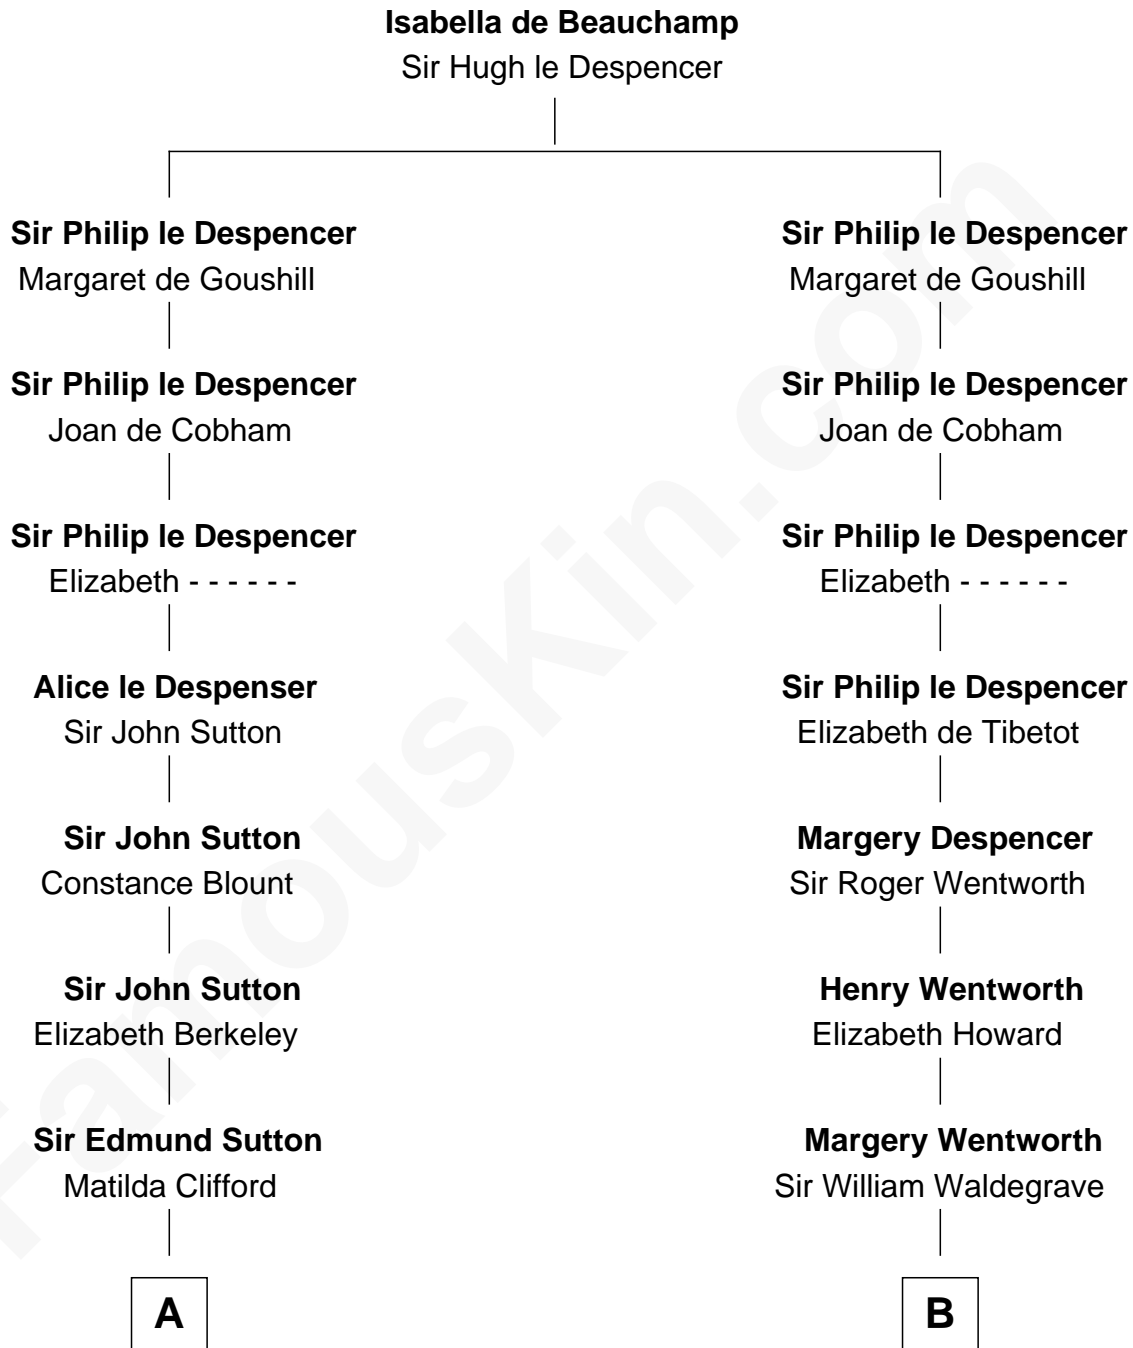 Isabella de Beauchamp
Sir Hugh le Despencer
Sir Philip le Despencer
Margaret de Goushill
Sir Philip le Despencer
Joan de Cobham
Sir Philip le Despencer
Elizabeth - - - - - -
Alice le Despenser
Sir John Sutton
Sir John Sutton
Constance Blount
Sir John Sutton
Elizabeth Berkeley
Sir Edmund Sutton
Matilda Clifford
A
Sir Philip le Despencer
Margaret de Goushill
Sir Philip le Despencer
Joan de Cobham
Sir Philip le Despencer
Elizabeth - - - - - -
Sir Philip le Despencer
Elizabeth de Tibetot
Margery Despencer
Sir Roger Wentworth
Henry Wentworth
Elizabeth Howard
Margery Wentworth
Sir William Waldegrave
B
FamousKin.com